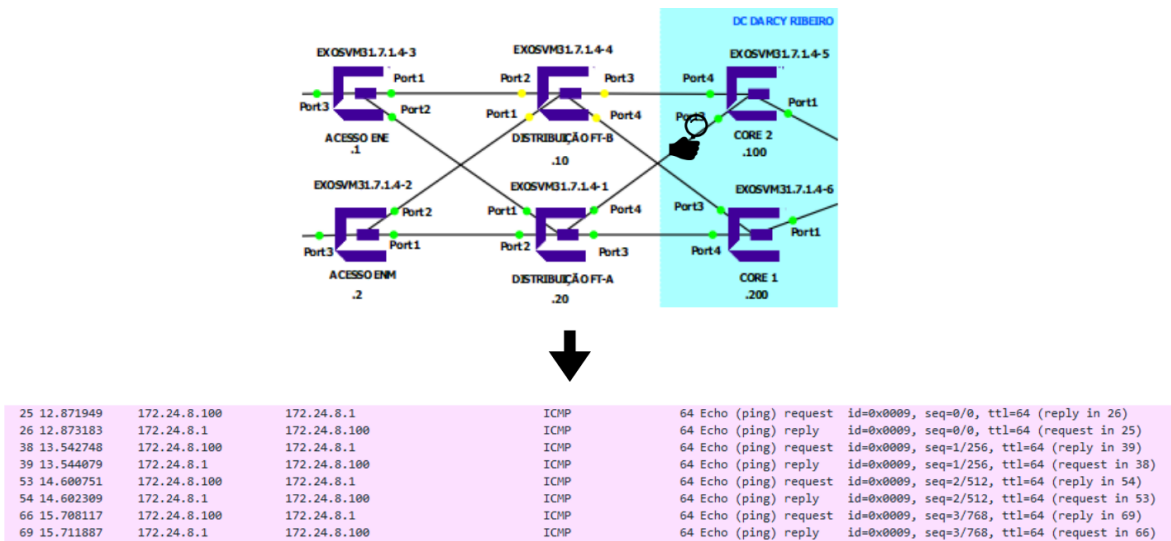 DC DARCY RIBEIRO
EXOSVM31.7.1.4-3
EXOSVM31.7.1.4-4
EXOSVM31.7.1.4-5
Port1
Port2
Port3
Port4
Port3
Port2
Port1
Port4
Port3
Port1
ACESSO ENE
.1
DISTRIBUIÇÃO FT-B
.10
CORE 2
.100
EXOSVM31.7.1.4-2
EXOSVM31.7.1.4-1
EXOSVM31.7.1.4-6
Port2
Port1
Port4
Port3
Port3
Port1
Port2
Port3
Port4
Port1
ACESSO ENM
.2
DISTRIBUIÇÃO FT-A
.20
CORE 1
.200
25 12.871949 172.24.8.100 172.24.8.1 ICMP 64 Echo (ping) request id=0x0009, seq=0/0, ttl=64 (reply in 26)
26 12.873183 172.24.8.1 172.24.8.100 ICMP 64 Echo (ping) reply id=0x0009, seq=0/0, ttl=64 (request in 25)
38 13.542748 172.24.8.100 172.24.8.1 ICMP 64 Echo (ping) request id=0x0009, seq=1/256, ttl=64 (reply in 39)
39 13.544079 172.24.8.1 172.24.8.100 ICMP 64 Echo (ping) reply id=0x0009, seq=1/256, ttl=64 (request in 38)
53 14.600751 172.24.8.100 172.24.8.1 ICMP 64 Echo (ping) request id=0x0009, seq=2/512, ttl=64 (reply in 54)
54 14.602309 172.24.8.1 172.24.8.100 ICMP 64 Echo (ping) reply id=0x0009, seq=2/512, ttl=64 (request in 53)
66 15.708117 172.24.8.100 172.24.8.1 ICMP 64 Echo (ping) request id=0x0009, seq=3/768, ttl=64 (reply in 69)
69 15.711887 172.24.8.1 172.24.8.100 ICMP 64 Echo (ping) reply id=0x0009, seq=3/768, ttl=64 (request in 66)